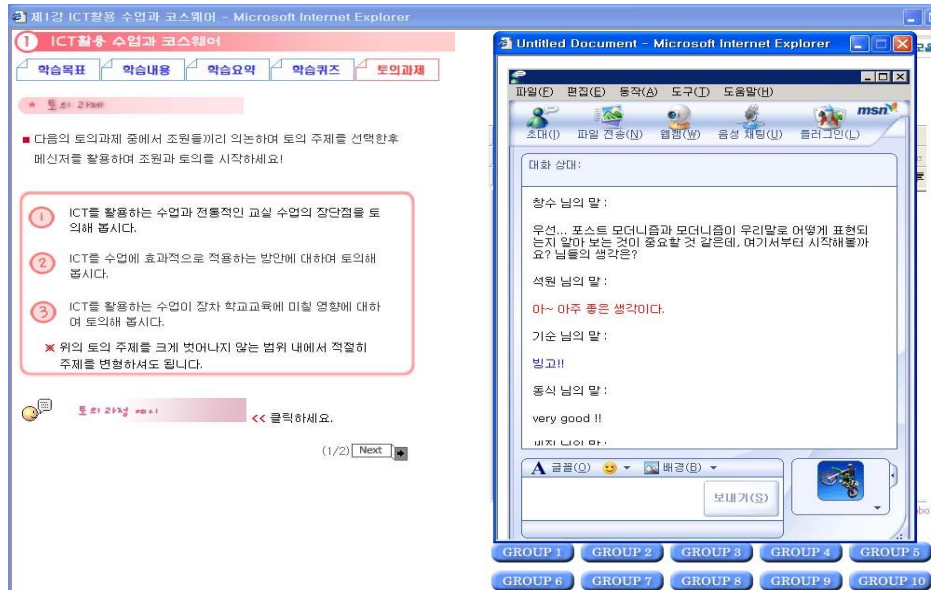 제1강 ICT활용 수업과 코스웨어 - Microsoft Internet Explorer
1 ICT활용 수업과 코스웨어
학습목표 학습내용 학습요약 학습퀴즈 토의과제
* 토의 과제
■ 다음의 토의과제 중에서 조원들끼리 의논하여 토의 주제를 선택한후
메신저를 활용하여 조원과 토의를 시작하세요!
1 ICT를 활용하는 수업과 전통적인 교실 수업의 장단점을 토
의해 봅시다.
2 ICT를 수업에 효과적으로 적용하는 방안에 대하여 토의해
봅시다.
3 ICT를 활용하는 수업이 장차 학교교육에 미칠 영향에 대하
여 토의해 봅시다.
※ 위의 토의 주제를 크게 벗어나지 않는 범위 내에서 적절히
주제를 변형하셔도 됩니다.
토의과정 예시 << 클릭하세요.
(1/2) Next
Untitled Document - Microsoft Internet Explorer
파일(F) 편집(E) 동작(A) 도구(T) 도움말(H)
msn
초대(I) 파일 전송(N) 웹캠(W) 음성 채팅(U) 플러그인(L)
대화 상대:
창수 님의 말 :
우선... 포스트 모더니즘과 모더니즘이 우리말로 어떻게 표현되
는지 알아 보는 것이 중요할 것 같은데, 여기서부터 시작해볼까
요? 님들의 생각은?
석원 님의 말 :
아~ 아주 좋은 생각이다.
기순 님의 말 :
빙고!!
동식 님의 말 :
very good !!
A 글꼴(O) 배경(B)
보내기(S)
GROUP 1 GROUP 2 GROUP 3 GROUP 4 GROUP 5
GROUP 6 GROUP 7 GROUP 8 GROUP 9 GROUP 10